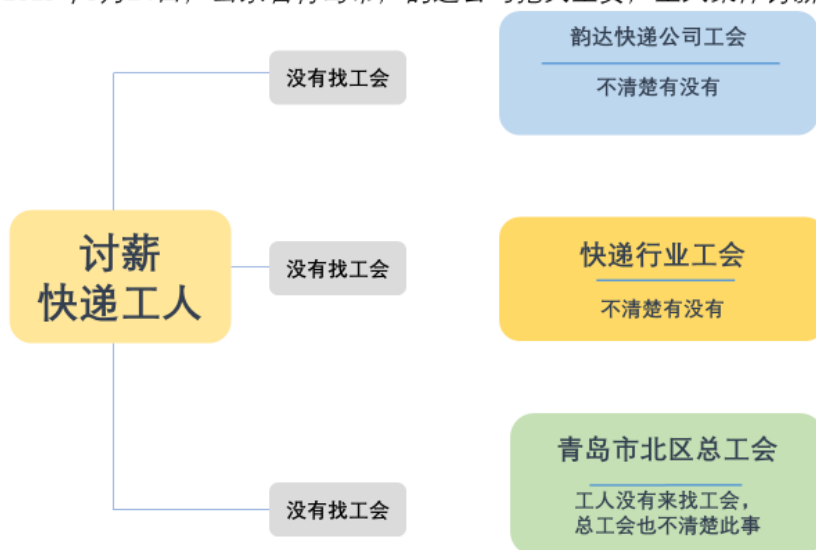 没有找工会
韵达快递公司工会
不清楚有没有
讨薪
快递工人
没有找工会
快递行业工会
不清楚有没有
没有找工会
青岛市北区总工会
工人没有来找工会，
总工会也不清楚此事